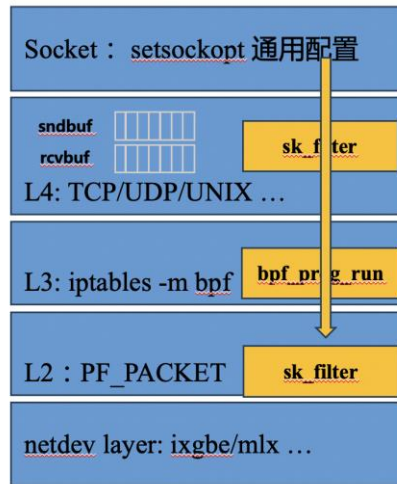 Socket： setsockopt 通用配置
sndbuf
rcvbuf
sk_filter
L4: TCP/UDP/UNIX …
L3: iptables -m bpf
bpf_prog_run
L2：PF_PACKET
sk_filter
netdev layer: ixgbe/mlx …